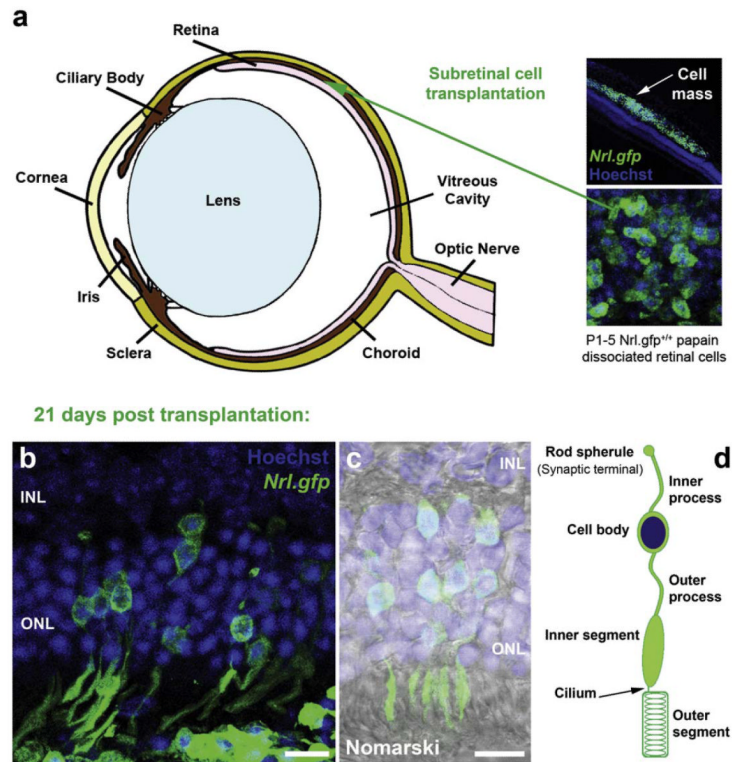 a
Retina
Ciliary Body
Cornea
Lens
Iris
Sclera
Vitreous
Cavity
Optic Nerve
Choroid
Subretinal cell
transplantation
Cell
mass
Nrl.gfp
Hoechst
P1-5 Nrl.gfp+/+ papain
dissociated retinal cells
21 days post transplantation:
b
Hoechst
Nrl.gfp
INL
ONL
c
INL
ONL
Nomarski
d
Rod spherule
(Synaptic terminal)
Inner
process
Cell body
Outer
process
Inner segment
Cilium
Outer
segment